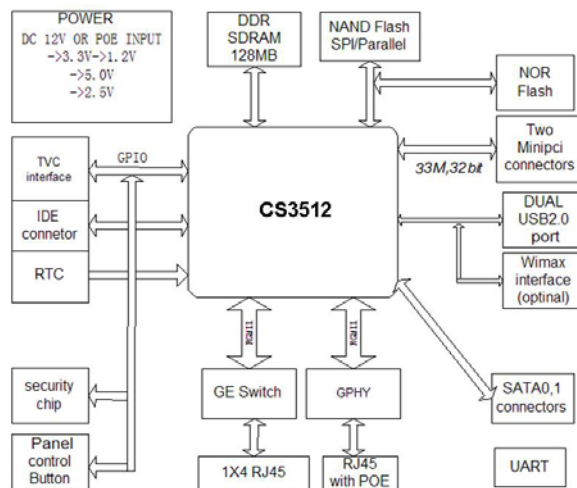 POWER
DC 12V OR POE INPUT
->3.3V->1.2V
->5.0V
->2.5V
DDR
SDRAM
128MB
NAND Flash
SPI/Parallel
NOR
Flash
TVC
interface
GPIO
Two
Minipci
connectors
33M,32bit
CS3512
IDE
connetor
DUAL
USB2.0
port
RTC
Wimax
interface
(optinal)
RGMII
RGMII
security
chip
GE Switch
GPHY
SATA0,1
connectors
Panel
control
Button
1X4 RJ45
RJ45
with POE
UART